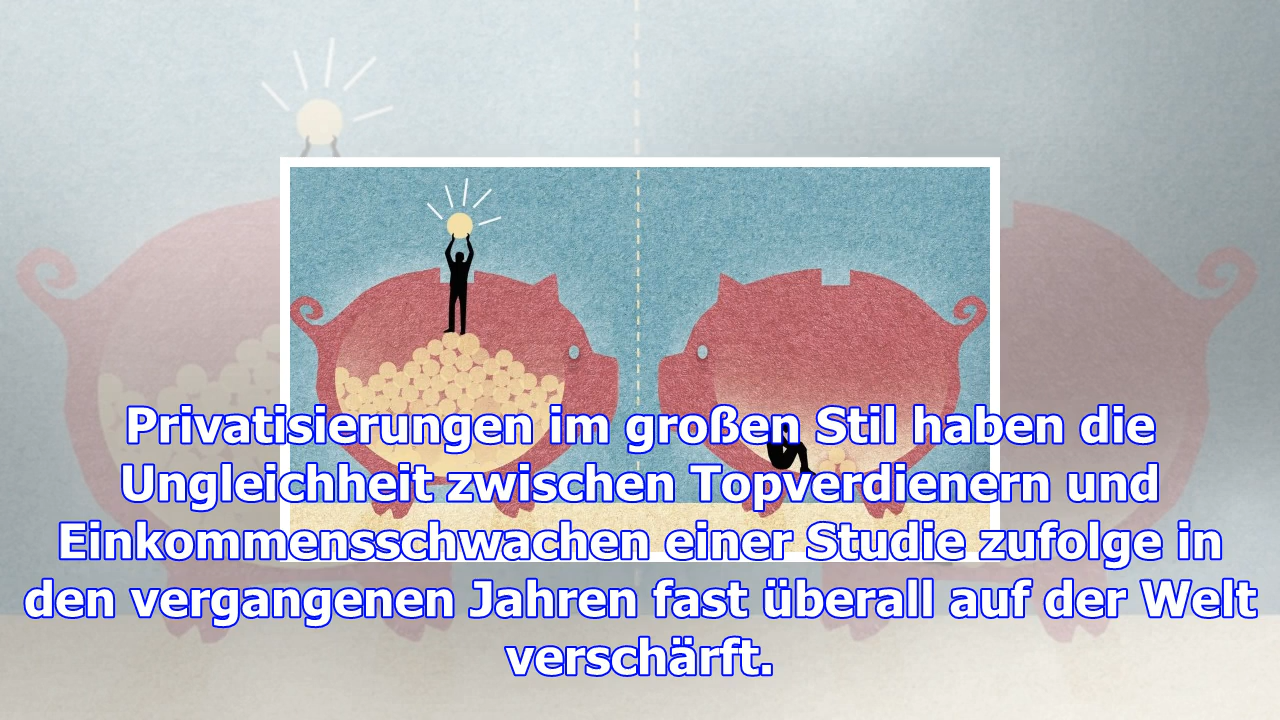 Privatisierungen im großen Stil haben die
Ungleichheit zwischen Topverdienern und
Einkommensschwachen einer Studie zufolge in
den vergangenen Jahren fast überall auf der Welt
verschärft.